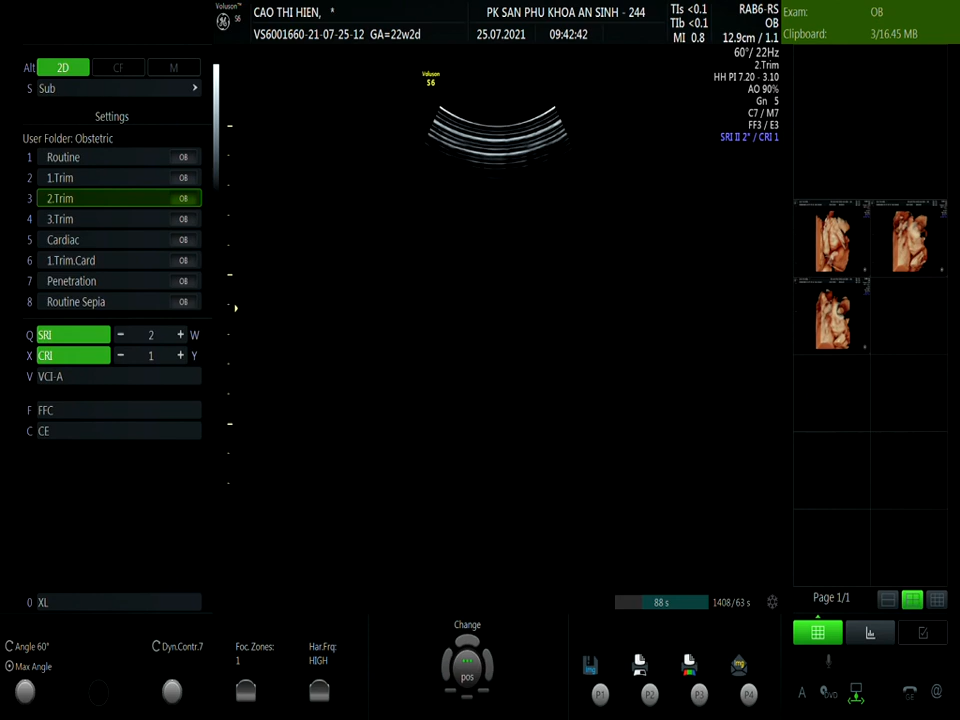 Voluson™
S6
CAO THI HIEN, *
PK SAN PHU KHOA AN SINH - 244
TIs <0.1
RAB6-RS
VS6001660-21-07-25-12 GA=22w2d
25.07.2021
09:42:42
TIb <0.1
OB
MI 0.8
12.9cm / 1.1
60°/ 22Hz
2.Trim
HH PI 7.20 - 3.10
AO 90%
Gn 5
C7 / M7
FF3 / E3
SRI II 2° / CRI 1
Exam: OB
Clipboard: 3/16.45 MB
Voluson
S6
Alt 2D CF M
S Sub >
Settings
User Folder: Obstetric
1 Routine OB
2 1.Trim OB
3 2.Trim OB
4 3.Trim OB
5 Cardiac OB
6 1.Trim.Card OB
7 Penetration OB
8 Routine Sepia OB
Q SRI - 2 + W
X CRI - 1 + Y
V VCI-A
F FFC
C CE
0 XL
88 s
1408/63 s
Page 1/1
Angle 60°
Max Angle
Dyn.Contr.7
Foc. Zones:
1
Har.Frq:
HIGH
Change
pos
Img
P1 P2 P3 P4
A DVD GE @